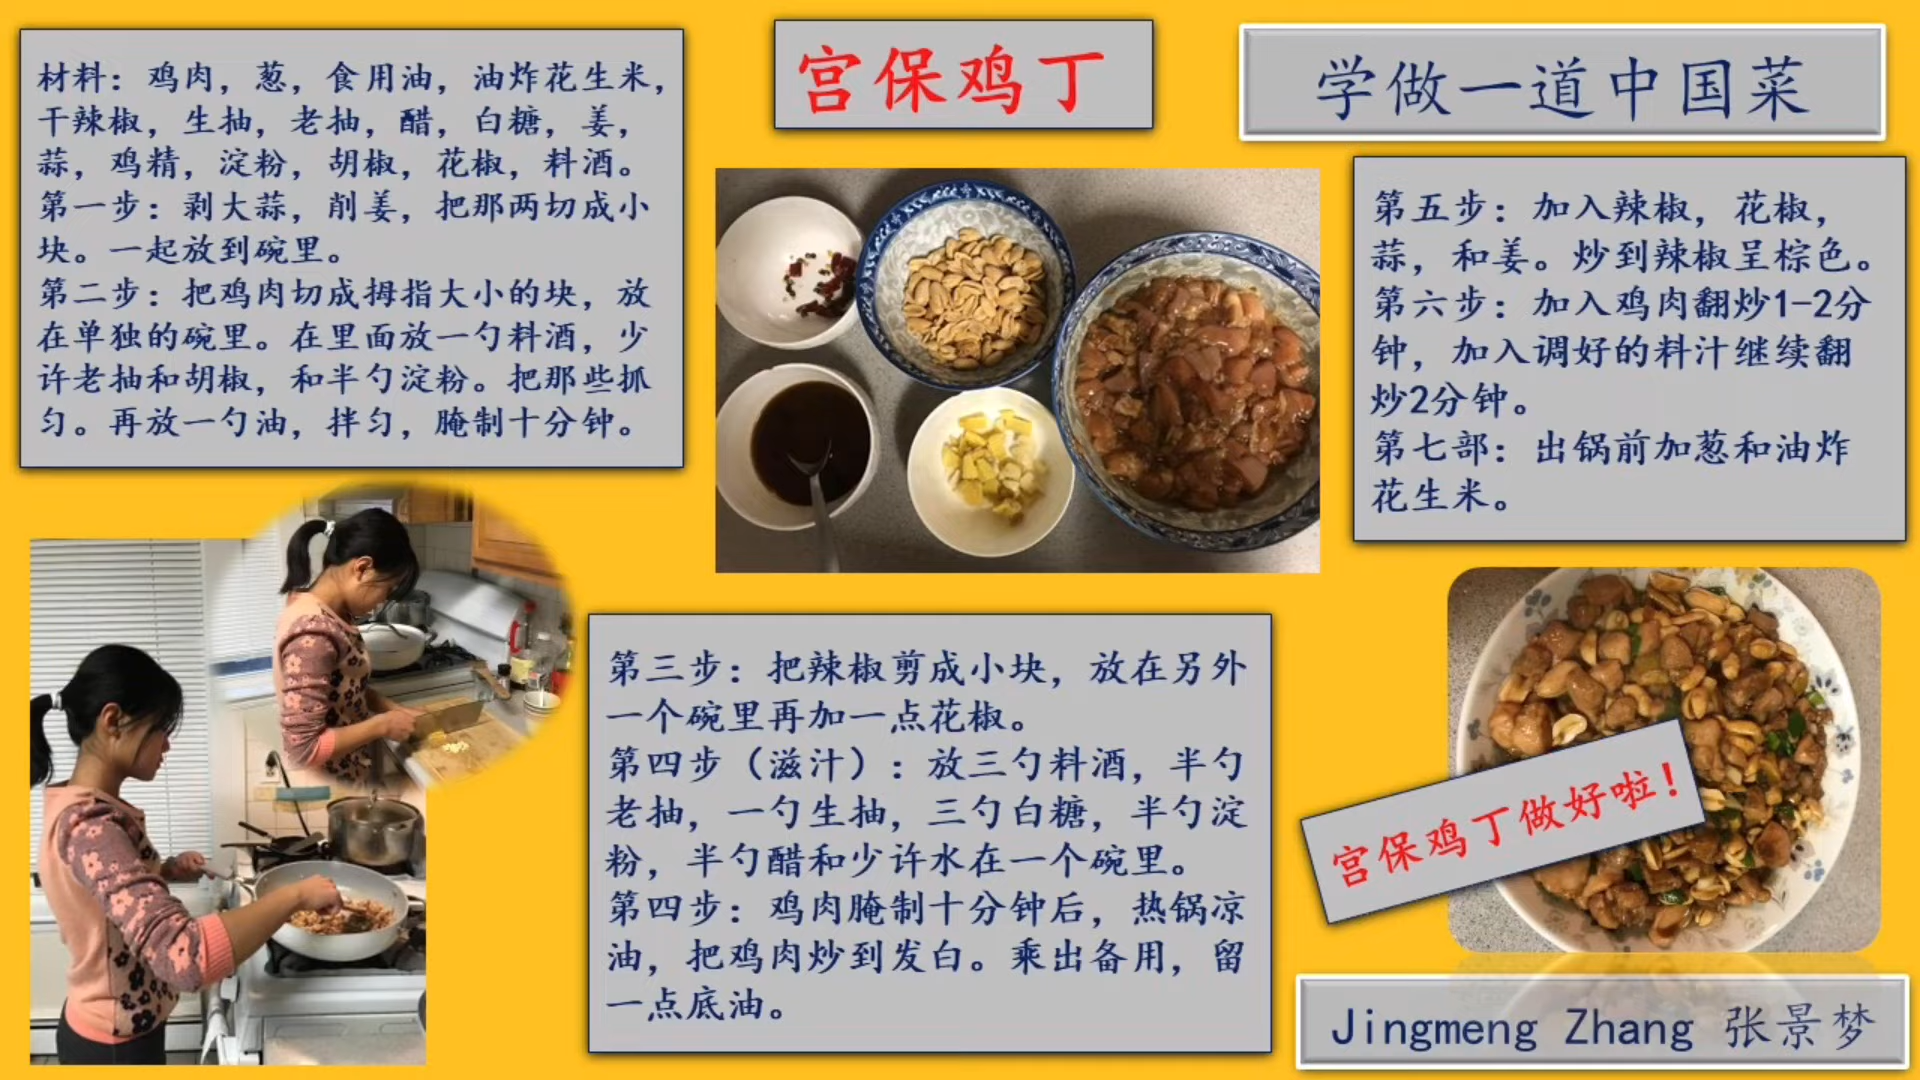 宫保鸡丁
学做一道中国菜
材料：鸡肉，葱，食用油，油炸花生米，
干辣椒，生抽，老抽，醋，白糖，姜，
蒜，鸡精，淀粉，胡椒，花椒，料酒。
第一步：剥大蒜，削姜，把那两切成小
块。一起放到碗里。
第二步：把鸡肉切成拇指大小的块，放
在单独的碗里。在里面放一勺料酒，少
许老抽和胡椒，和半勺淀粉。把那些抓
匀。再放一勺油，拌匀，腌制十分钟。
第三步：把辣椒剪成小块，放在另外
一个碗里再加一点花椒。
第四步（滋汁）：放三勺料酒，半勺
老抽，一勺生抽，三勺白糖，半勺淀
粉，半勺醋和少许水在一个碗里。
第四步：鸡肉腌制十分钟后，热锅凉
油，把鸡肉炒到发白。乘出备用，留
一点底油。
第五步：加入辣椒，花椒，
蒜，和姜。炒到辣椒呈棕色。
第六步：加入鸡肉翻炒1-2分
钟，加入调好的料汁继续翻
炒2分钟。
第七部：出锅前加葱和油炸
花生米。
宫保鸡丁做好啦！
Jingmeng Zhang 张景梦